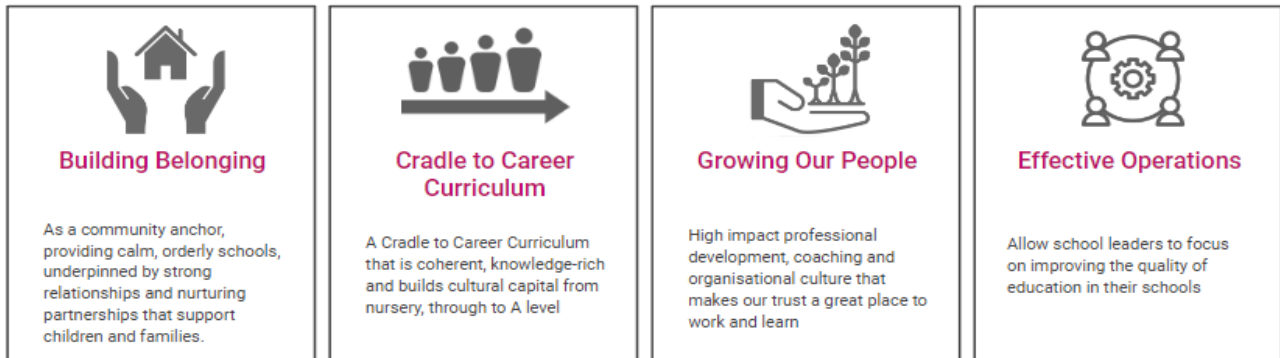 Building Belonging
As a community anchor,
providing calm, orderly schools,
underpinned by strong
relationships and nurturing
partnerships that support
children and families.
Cradle to Career
Curriculum
A Cradle to Career Curriculum
that is coherent, knowledge-rich
and builds cultural capital from
nursery, through to A level
Growing Our People
High impact professional
development, coaching and
organisational culture that
makes our trust a great place to
work and learn
Effective Operations
Allow school leaders to focus
on improving the quality of
education in their schools